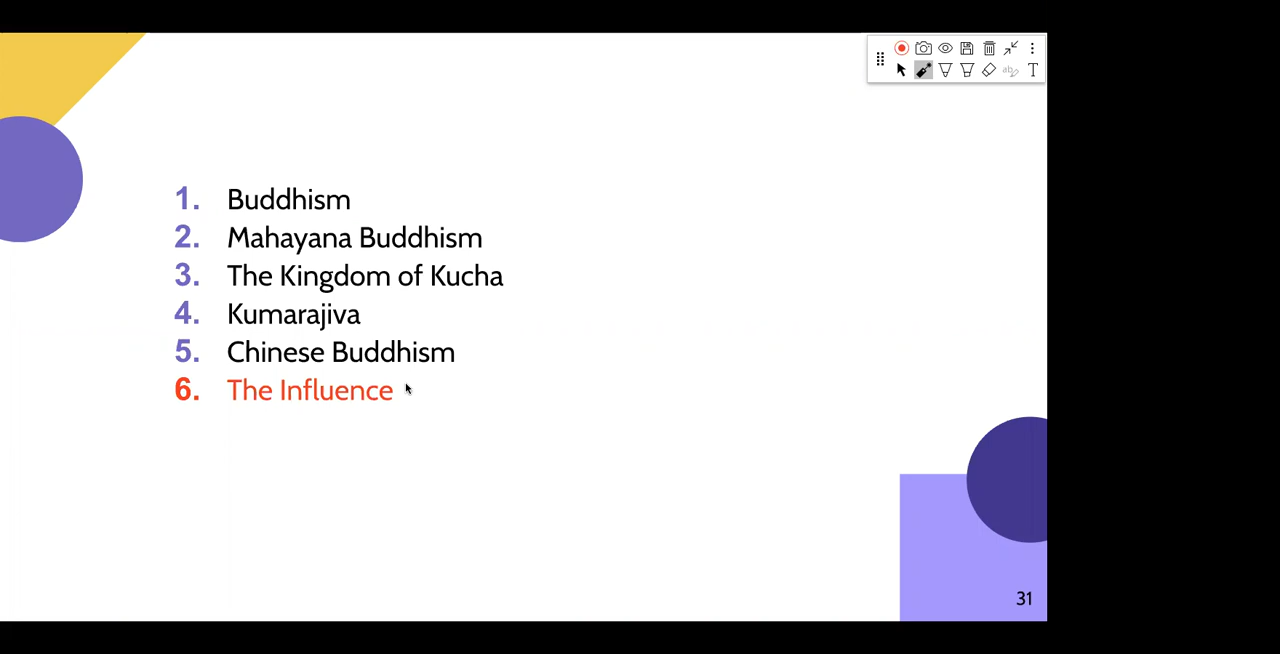 1. Buddhism
2. Mahayana Buddhism
3. The Kingdom of Kucha
4. Kumarajiva
5. Chinese Buddhism
6. The Influence
31